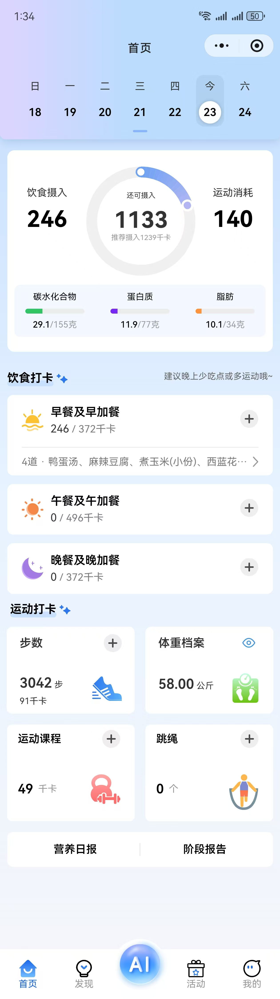 1:34
6+
50
首页
日 一 二 三 四 今 六
18 19 20 21 22 23 24
饮食摄入
246
还可摄入
1133
推荐摄入1239千卡
运动消耗
140
碳水化合物 蛋白质 脂肪
29.1/155克 11.9/77克 10.1/34克
饮食打卡
建议晚上少吃点或多运动哦~
早餐及早加餐
246 / 372千卡
4道 · 鸭蛋汤、麻辣豆腐、煮玉米(小份)、西蓝花···
午餐及午加餐
0 / 496千卡
晚餐及晚加餐
0 / 372千卡
运动打卡
步数
3042 步
91千卡
体重档案
58.00 公斤
运动课程
49 千卡
跳绳
0 个
营养日报 阶段报告
首页 发现 AI 活动 我的